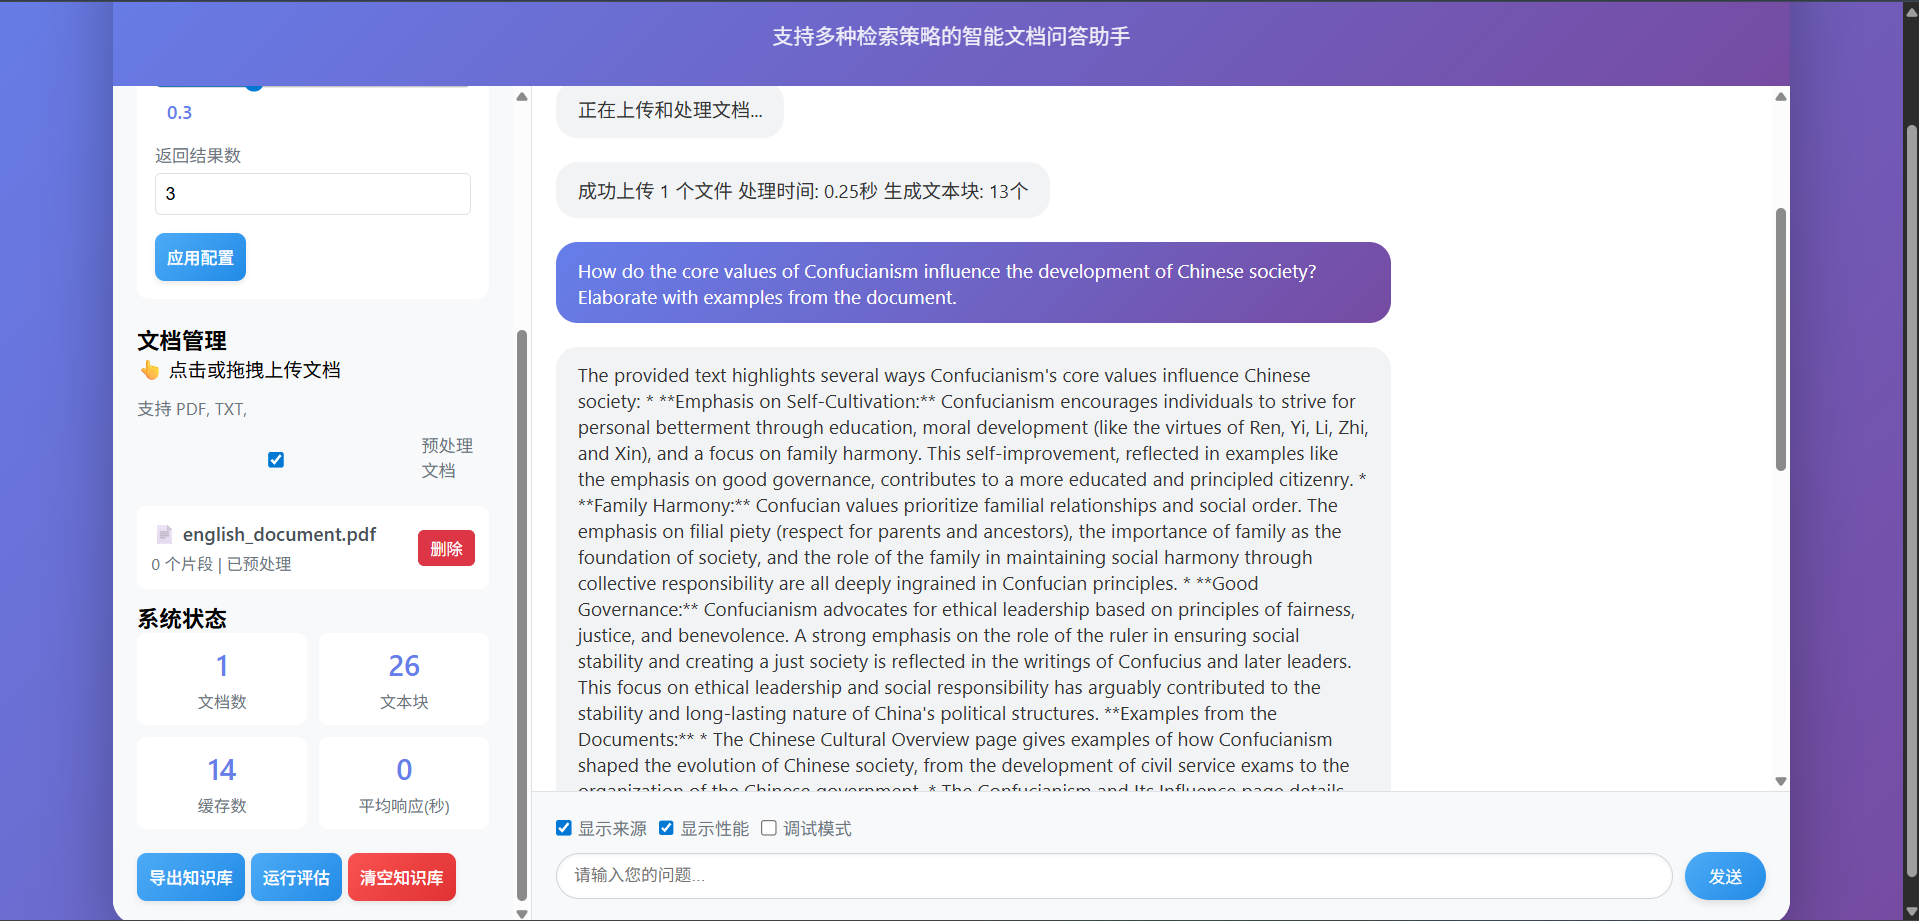 支持多种检索策略的智能文档问答助手
0.3
返回结果数
3
应用配置
文档管理
👆 点击或拖拽上传文档
支持 PDF, TXT,
预处理
文档
english_document.pdf
0 个片段 | 已预处理
删除
系统状态
1
文档数
26
文本块
14
缓存数
0
平均响应(秒)
导出知识库
运行评估
清空知识库
正在上传和处理文档...
成功上传 1 个文件 处理时间: 0.25秒 生成文本块: 13个
How do the core values of Confucianism influence the development of Chinese society?
Elaborate with examples from the document.
The provided text highlights several ways Confucianism's core values influence Chinese
society: * **Emphasis on Self-Cultivation:** Confucianism encourages individuals to strive for
personal betterment through education, moral development (like the virtues of Ren, Yi, Li, Zhi,
and Xin), and a focus on family harmony. This self-improvement, reflected in examples like
the emphasis on good governance, contributes to a more educated and principled citizenry. *
**Family Harmony:** Confucian values prioritize familial relationships and social order. The
emphasis on filial piety (respect for parents and ancestors), the importance of family as the
foundation of society, and the role of the family in maintaining social harmony through
collective responsibility are all deeply ingrained in Confucian principles. * **Good
Governance:** Confucianism advocates for ethical leadership based on principles of fairness,
justice, and benevolence. A strong emphasis on the role of the ruler in ensuring social
stability and creating a just society is reflected in the writings of Confucius and later leaders.
This focus on ethical leadership and social responsibility has arguably contributed to the
stability and long-lasting nature of China's political structures. **Examples from the
Documents:** * The Chinese Cultural Overview page gives examples of how Confucianism
shaped the evolution of Chinese society, from the development of civil service exams to the
organization of the Chinese government. * The Confucianism and Its Influence page details
显示来源
显示性能
调试模式
请输入您的问题...
发送